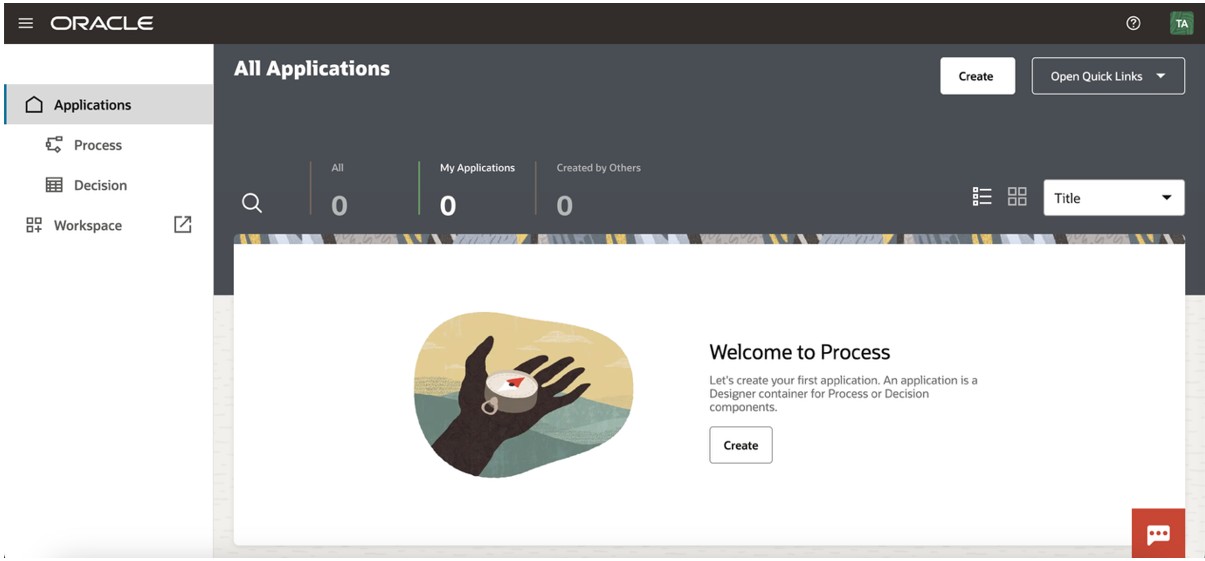 ORACLE
TA
Applications
Process
Decision
Workspace
All Applications
Create
Open Quick Links
All
0
My Applications
0
Created by Others
0
Title
Welcome to Process
Let's create your first application. An application is a
Designer container for Process or Decision
components.
Create